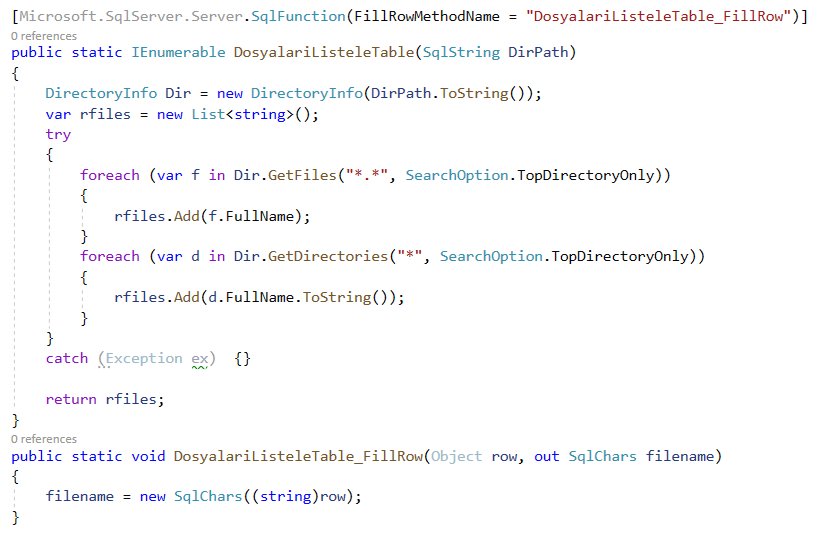 [Microsoft.SqlServer.Server.SqlFunction(FillRowMethodName = "DosyalariListeleTable_FillRow")]
0 references
public static IEnumerable DosyalariListeleTable(SqlString DirPath)
{
    DirectoryInfo Dir = new DirectoryInfo(DirPath.ToString());
    var rfiles = new List<string>();
    try
    {
        foreach (var f in Dir.GetFiles("*.*", SearchOption.TopDirectoryOnly))
        {
            rfiles.Add(f.FullName);
        }
        foreach (var d in Dir.GetDirectories("*", SearchOption.TopDirectoryOnly))
        {
            rfiles.Add(d.FullName.ToString());
        }
    }
    catch (Exception ex)  {}

    return rfiles;
}
0 references
public static void DosyalariListeleTable_FillRow(Object row, out SqlChars filename)
{
    filename = new SqlChars((string)row);
}